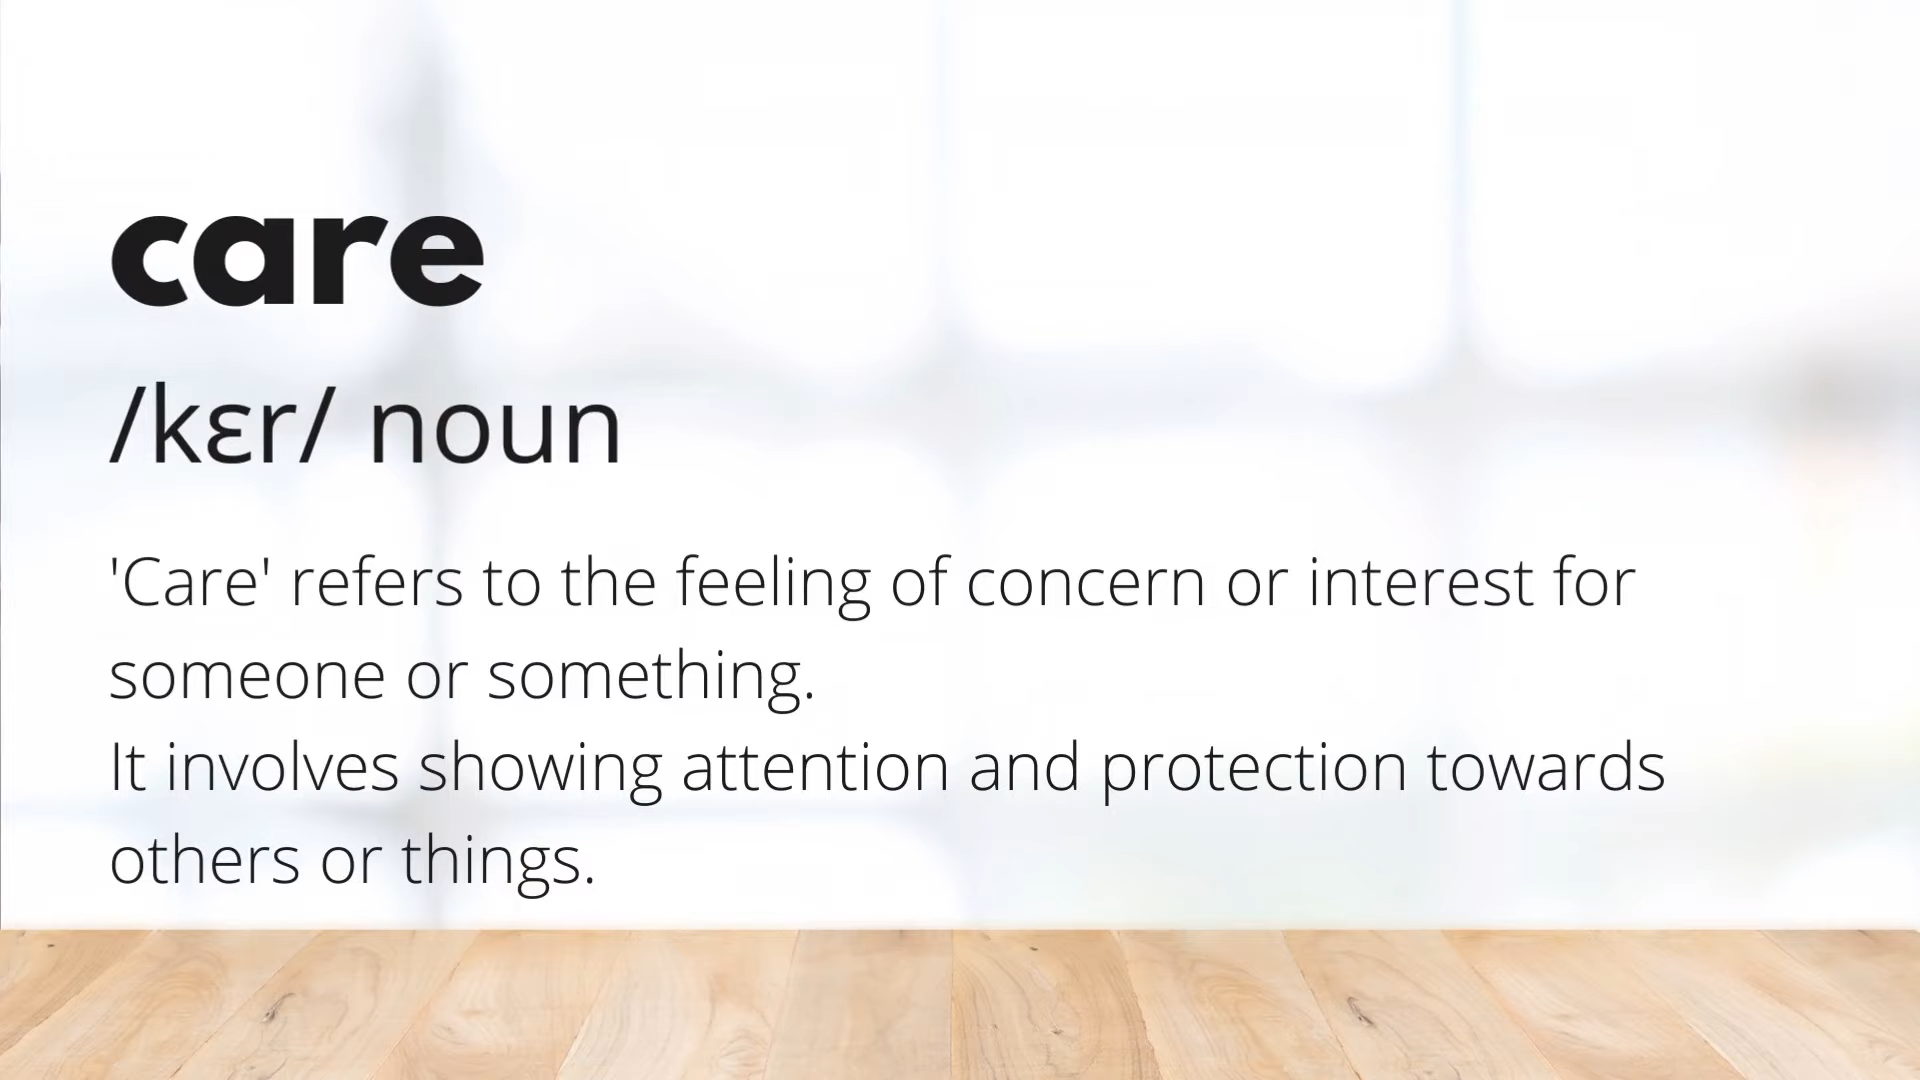 care
/kɛr/ noun
'Care' refers to the feeling of concern or interest for
someone or something.
It involves showing attention and protection towards
others or things.